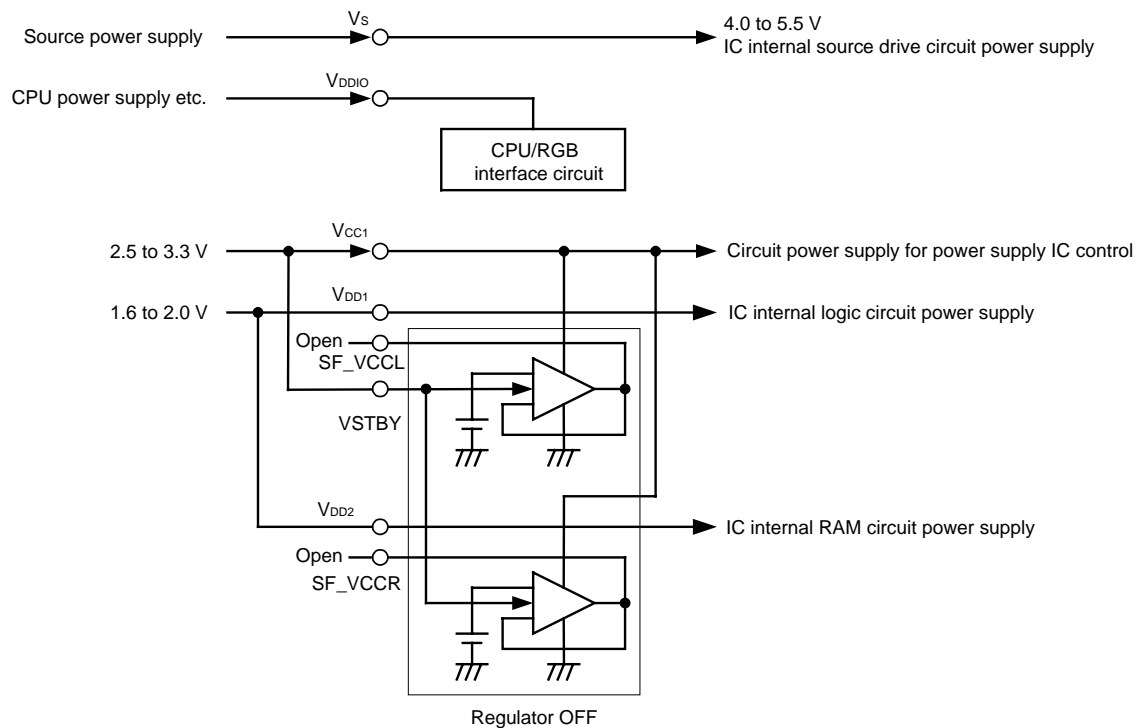 Source power supply
VS
4.0 to 5.5 V
IC internal source drive circuit power supply
CPU power supply etc.
VDDIO
CPU/RGB
interface circuit
2.5 to 3.3 V
VCC1
Circuit power supply for power supply IC control
1.6 to 2.0 V
VDD1
IC internal logic circuit power supply
Open
SF_VCCL
VSTBY
VDD2
IC internal RAM circuit power supply
Open
SF_VCCR
Regulator OFF